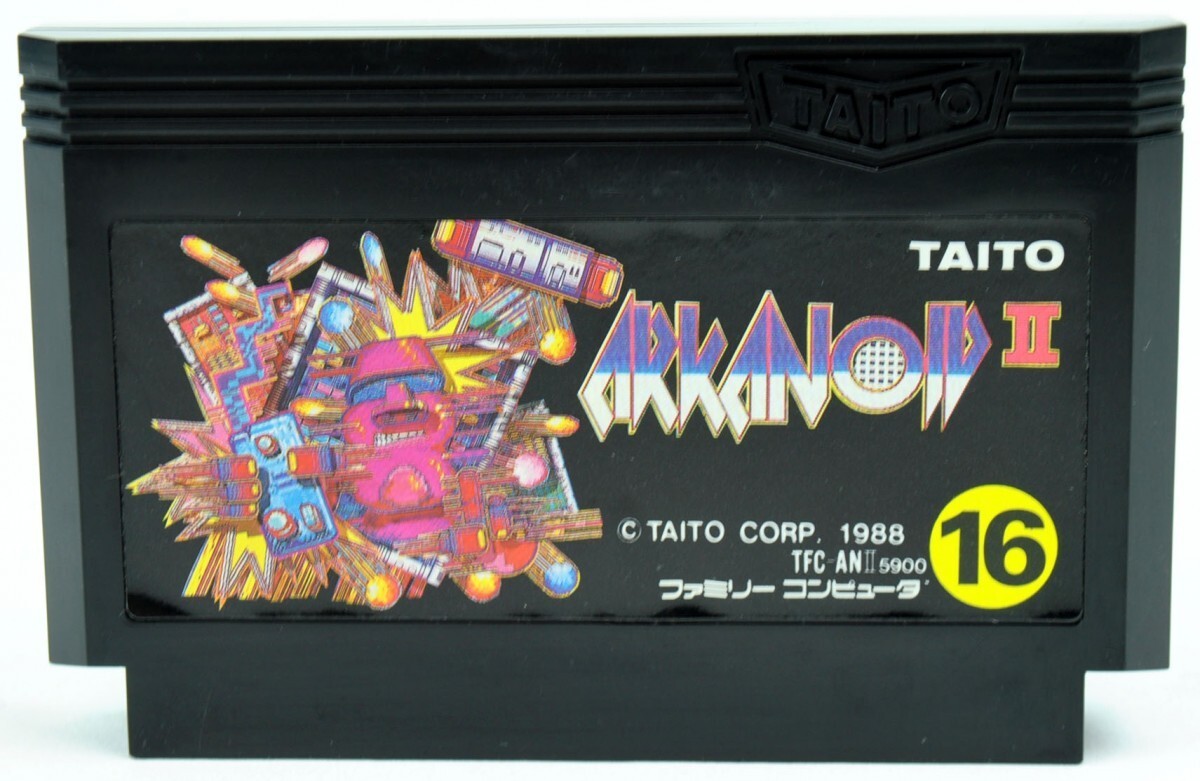 TAITO
TAITO
ARKANOID II
© TAITO CORP. 1988
TFC-ANII 5900
ファミリーコンピュータ
16